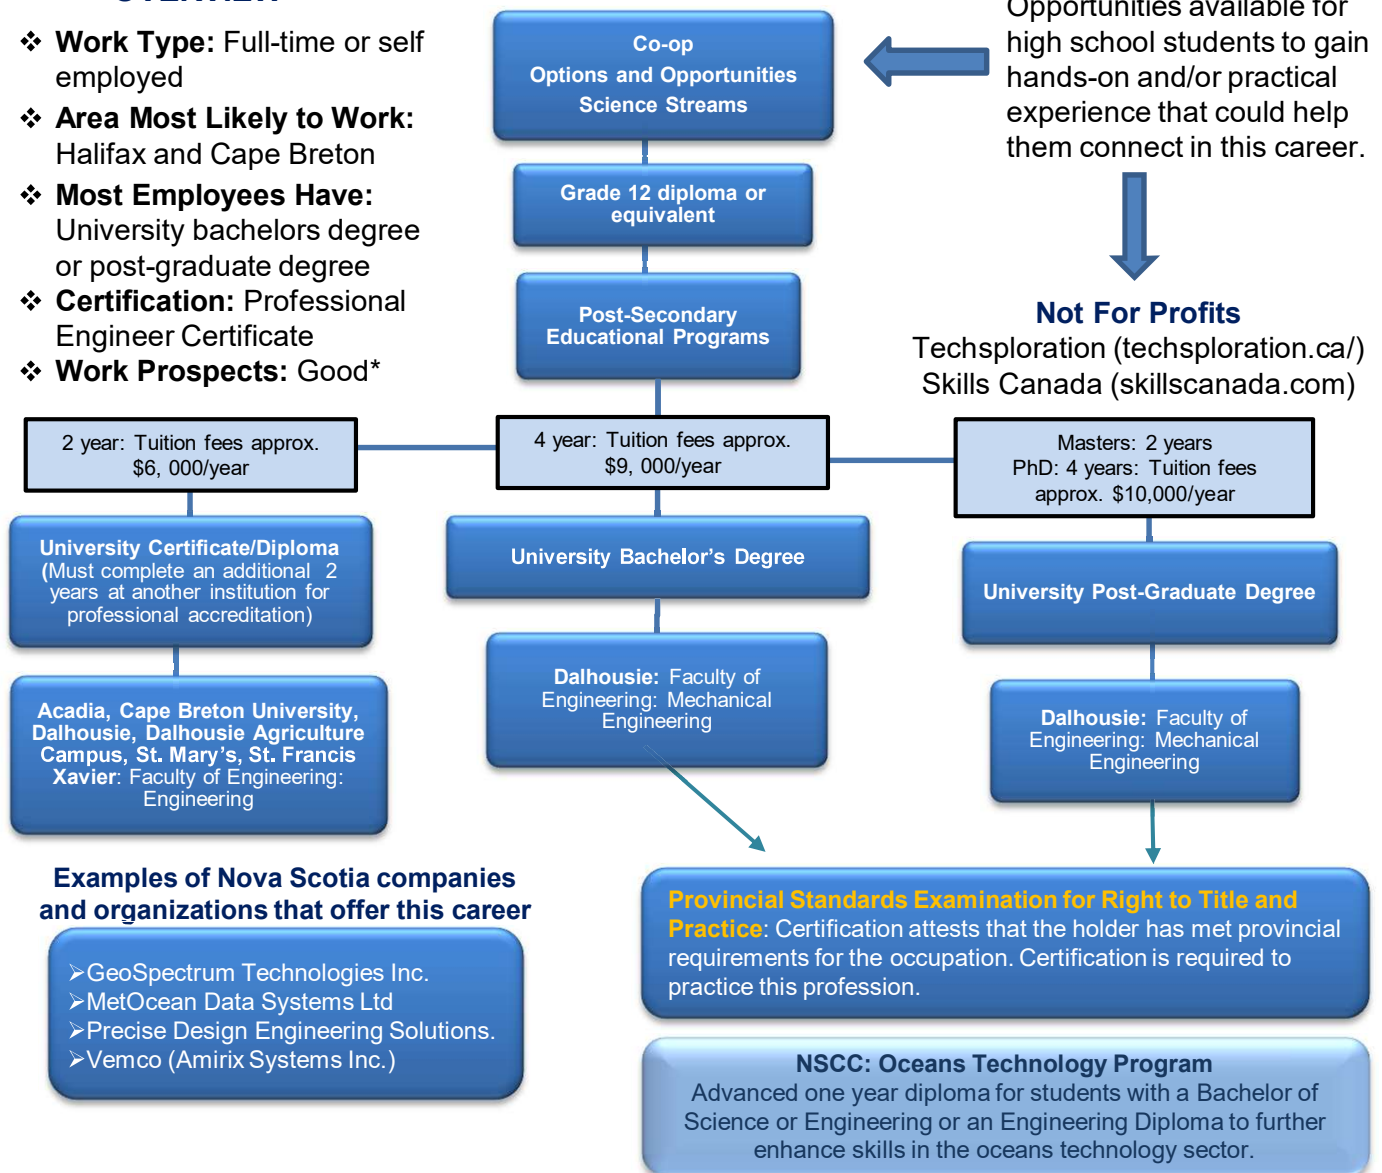 OVERVIEW
❖ Work Type: Full-time or self
employed
❖ Area Most Likely to Work:
Halifax and Cape Breton
❖ Most Employees Have:
University bachelors degree
or post-graduate degree
❖ Certification: Professional
Engineer Certificate
❖ Work Prospects: Good*
Co-op
Options and Opportunities
Science Streams
Opportunities available for
high school students to gain
hands-on and/or practical
experience that could help
them connect in this career.
Grade 12 diploma or
equivalent
Post-Secondary
Educational Programs
Not For Profits
Techsploration (techsploration.ca/)
Skills Canada (skillscanada.com)
2 year: Tuition fees approx.
$6, 000/year
4 year: Tuition fees approx.
$9, 000/year
Masters: 2 years
PhD: 4 years: Tuition fees
approx. $10,000/year
University Certificate/Diploma
(Must complete an additional 2
years at another institution for
professional accreditation)
University Bachelor's Degree
University Post-Graduate Degree
Acadia, Cape Breton University,
Dalhousie, Dalhousie Agriculture
Campus, St. Mary's, St. Francis
Xavier: Faculty of Engineering:
Engineering
Dalhousie: Faculty of
Engineering: Mechanical
Engineering
Dalhousie: Faculty of
Engineering: Mechanical
Engineering
Examples of Nova Scotia companies
and organizations that offer this career
➢GeoSpectrum Technologies Inc.
➢MetOcean Data Systems Ltd
➢Precise Design Engineering Solutions.
➢Vemco (Amirix Systems Inc.)
Provincial Standards Examination for Right to Title and
Practice: Certification attests that the holder has met provincial
requirements for the occupation. Certification is required to
practice this profession.
NSCC: Oceans Technology Program
Advanced one year diploma for students with a Bachelor of
Science or Engineering or an Engineering Diploma to further
enhance skills in the oceans technology sector.